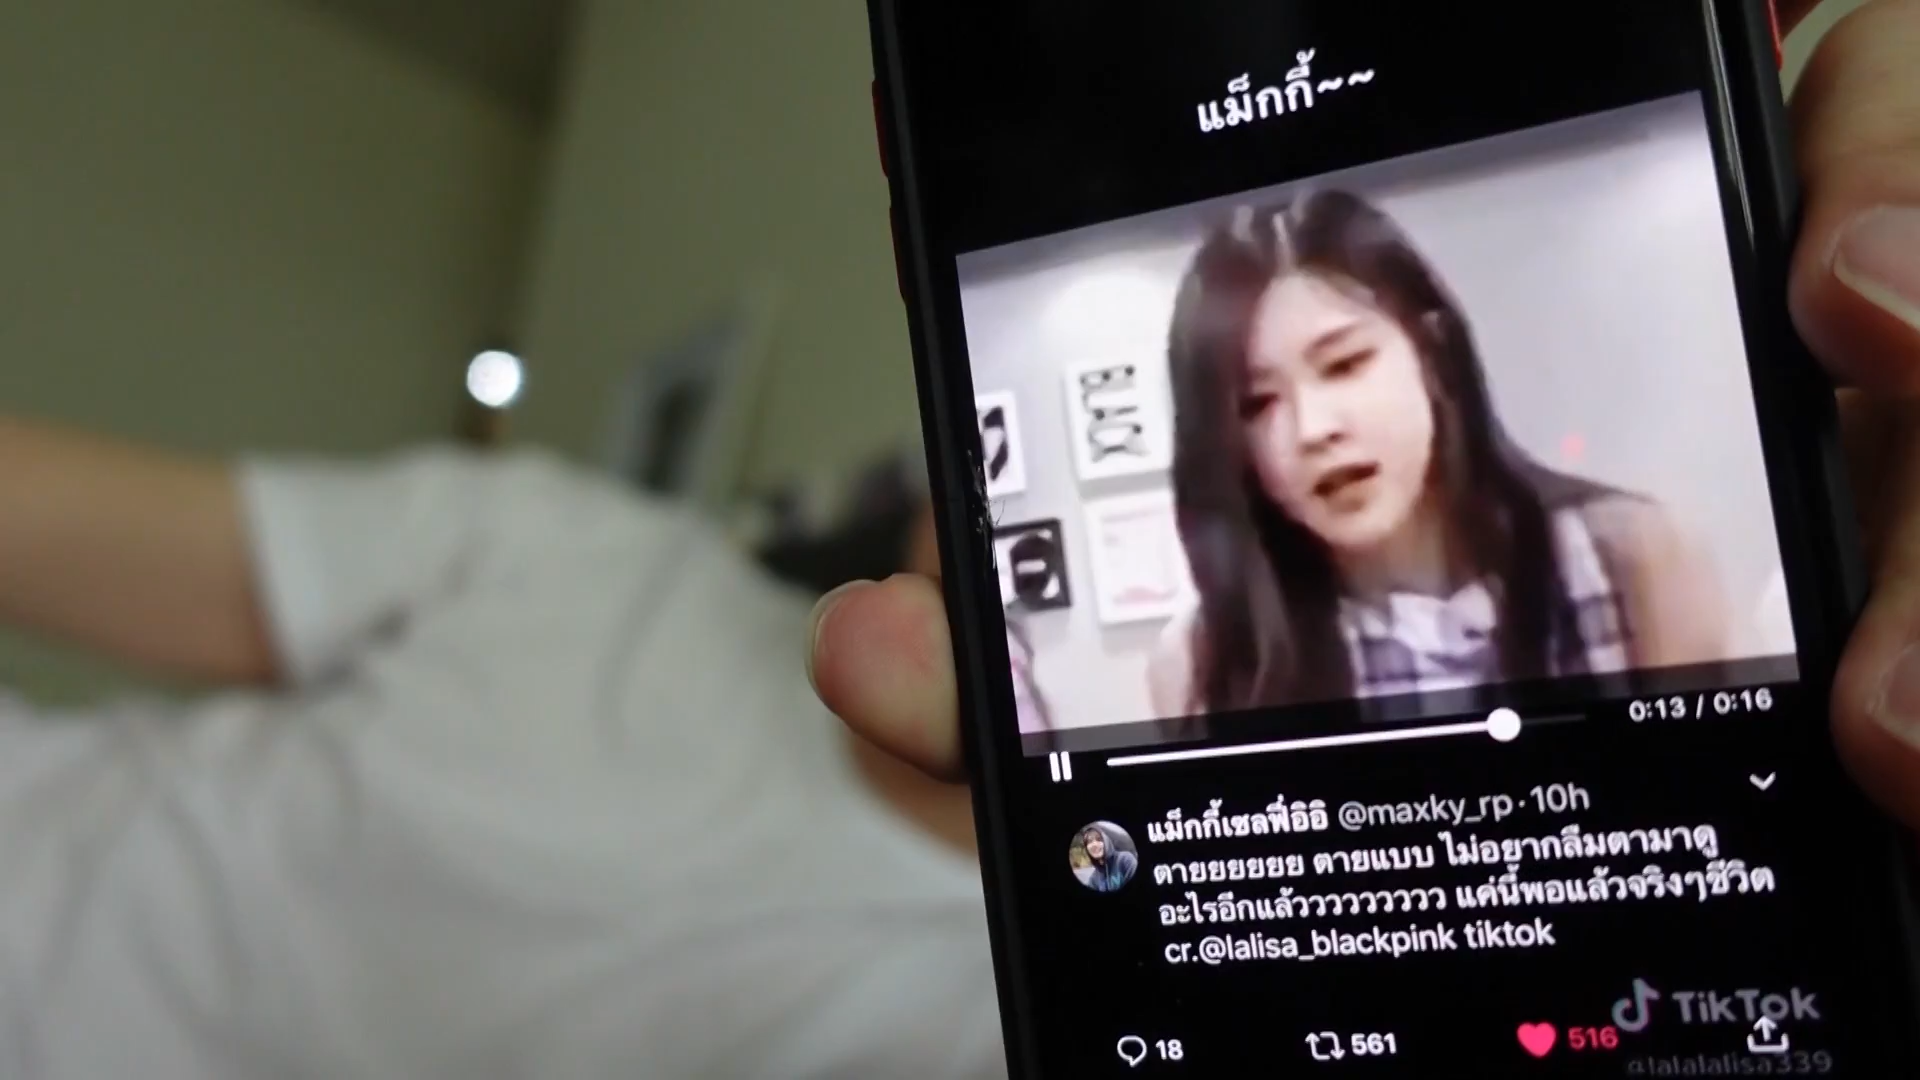 แม็กกี้~~
BLACK
0:13 / 0:16
แม็กกี้เซลฟี่อิอิ @maxky_rp · 10h
ตายยยยยย ตายแบบ ไม่อยากลืมตามาดู
อะไรอีกแล้วววววววววว แค่นี้พอแล้วจริงๆชีวิต
cr.@lalisa_blackpink tiktok
TikTok
18 561 516
@lalalalisa339